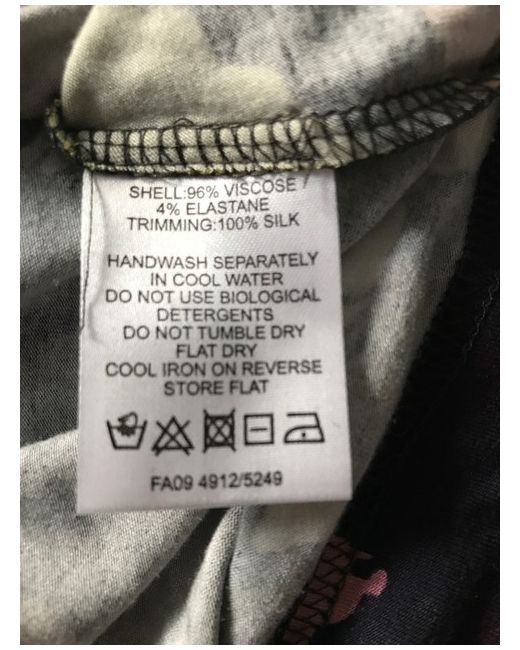 SHELL:96% VISCOSE
4% ELASTANE
TRIMMING:100% SILK
HANDWASH SEPARATELY
IN COOL WATER
DO NOT USE BIOLOGICAL
DETERGENTS
DO NOT TUMBLE DRY
FLAT DRY
COOL IRON ON REVERSE
STORE FLAT
FA09 4912/5249